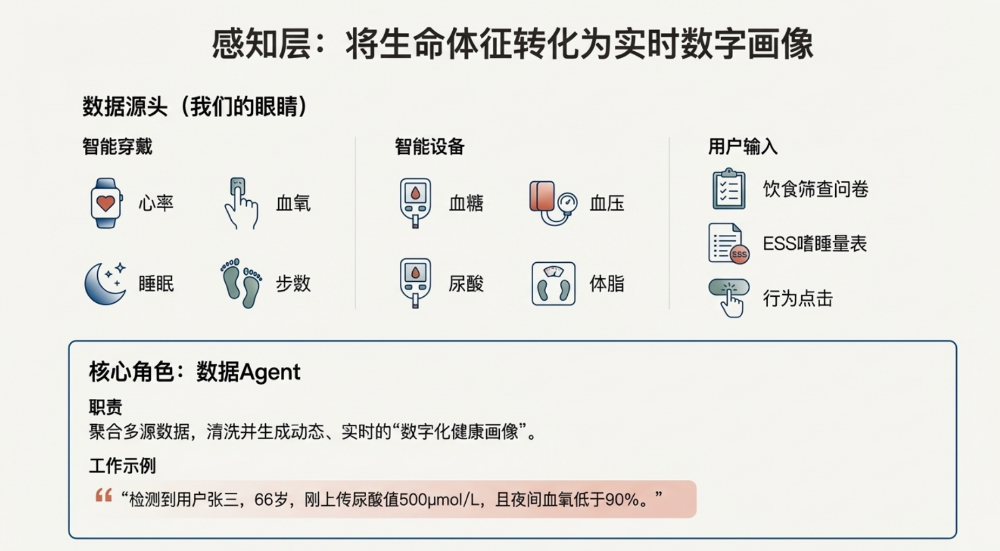 感知层：将生命体征转化为实时数字画像
数据源头（我们的眼睛）
智能穿戴
心率
血氧
睡眠
步数
智能设备
血糖
血压
尿酸
体脂
用户输入
饮食筛查问卷
SSS
ESS嗜睡量表
行为点击
核心角色：数据Agent
职责
聚合多源数据，清洗并生成动态、实时的“数字化健康画像”。
工作示例
“检测到用户张三，66岁，刚上传尿酸值500μmol/L，且夜间血氧低于90%。”